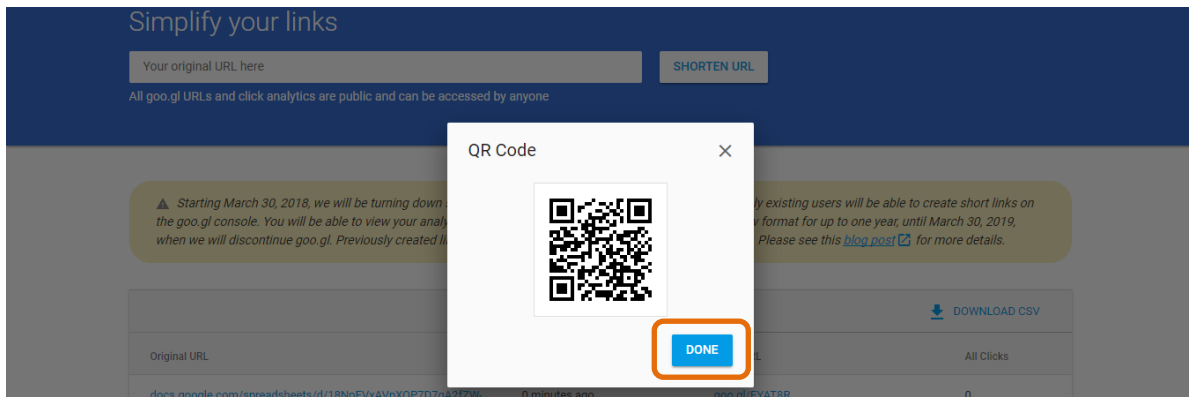 Simplify your links
Your original URL here
SHORTEN URL
All goo.gl URLs and click analytics are public and can be accessed by anyone
QR Code
Starting March 30, 2018, we will be turning down
ly existing users will be able to create short links on
the goo.gl console. You will be able to view your analy
format for up to one year, until March 30, 2019,
when we will discontinue goo.gl. Previously created li
Please see this blog post for more details.
DOWNLOAD CSV
DONE
Original URL
All Clicks
0 minutes ago
0